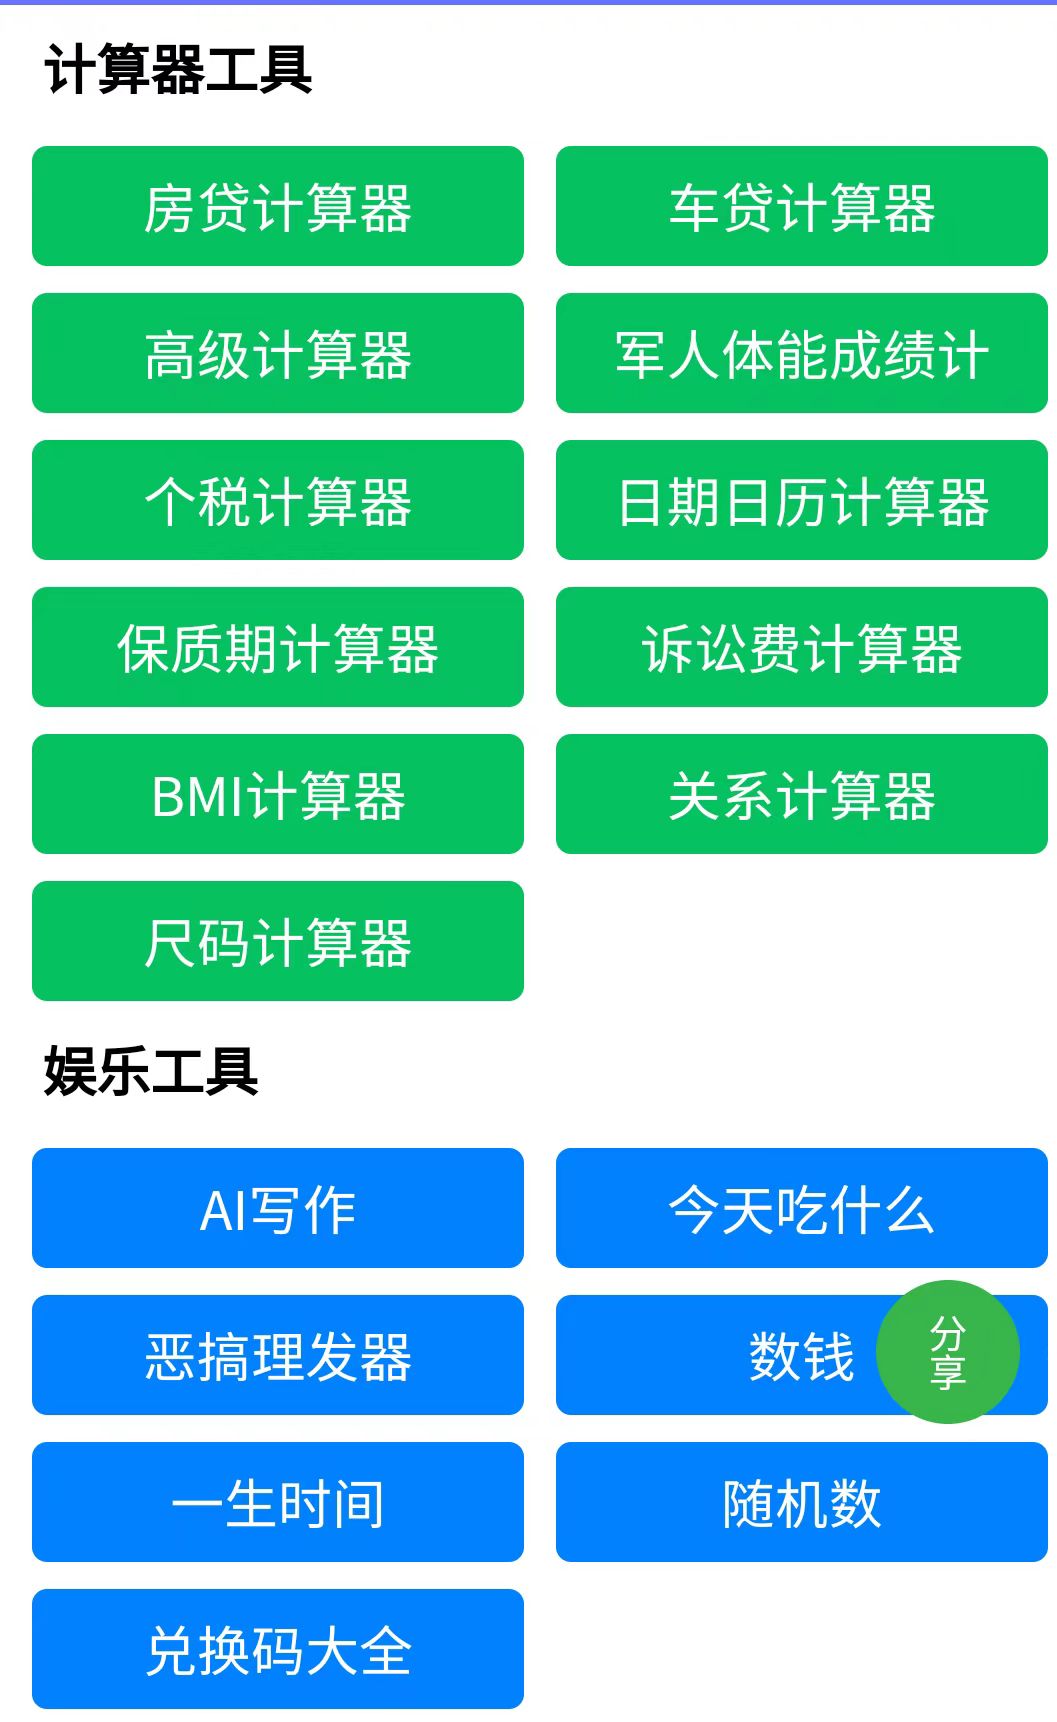 计算器工具
房贷计算器
车贷计算器
高级计算器
军人体能成绩计
个税计算器
日期日历计算器
保质期计算器
诉讼费计算器
BMI计算器
关系计算器
尺码计算器
娱乐工具
AI写作
今天吃什么
恶搞理发器
数钱
分
享
一生时间
随机数
兑换码大全